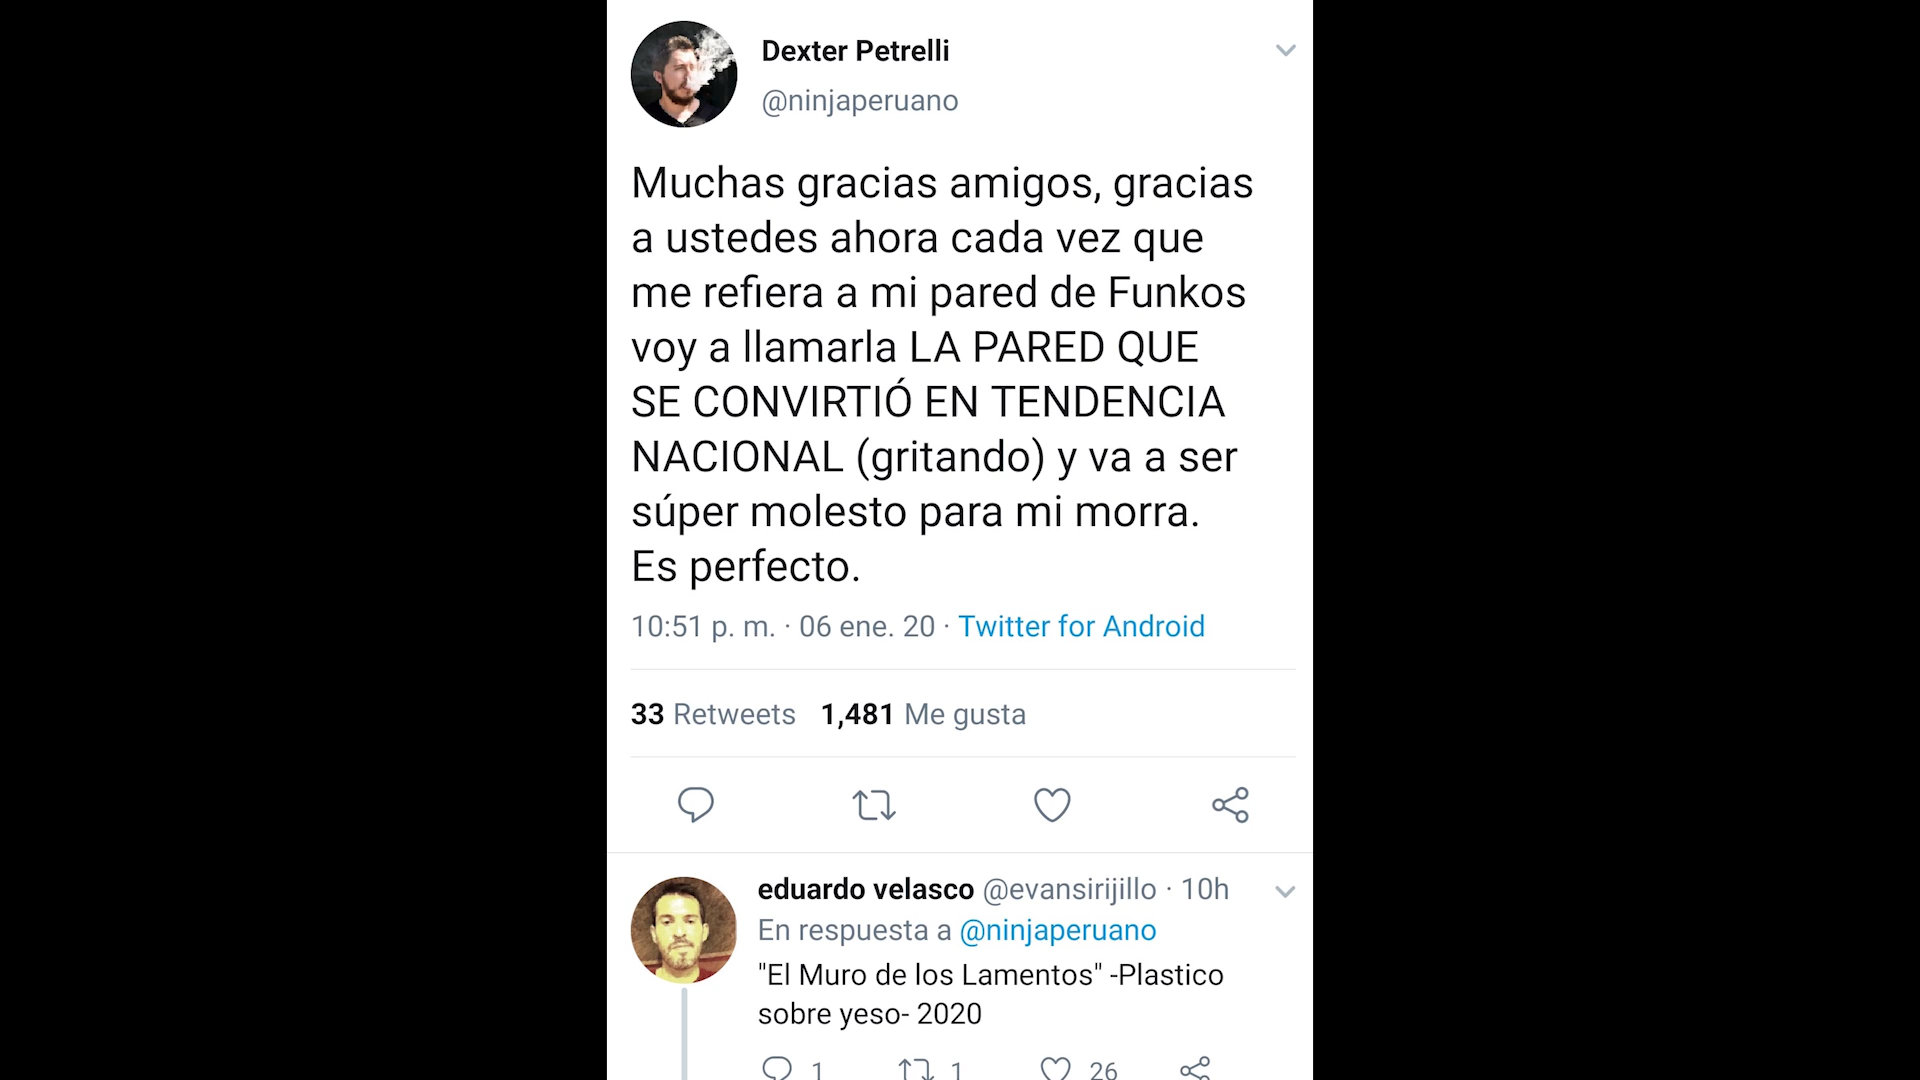 Dexter Petrelli
@ninjaperuano
Muchas gracias amigos, gracias
a ustedes ahora cada vez que
me refiera a mi pared de Funkos
voy a llamarla LA PARED QUE
SE CONVIRTIÓ EN TENDENCIA
NACIONAL (gritando) y va a ser
súper molesto para mi morra.
Es perfecto.
10:51 p. m. · 06 ene. 20 · Twitter for Android
33 Retweets 1,481 Me gusta
eduardo velasco @evansirijillo · 10h
En respuesta a @ninjaperuano
"El Muro de los Lamentos" -Plastico
sobre yeso- 2020
1 1 26